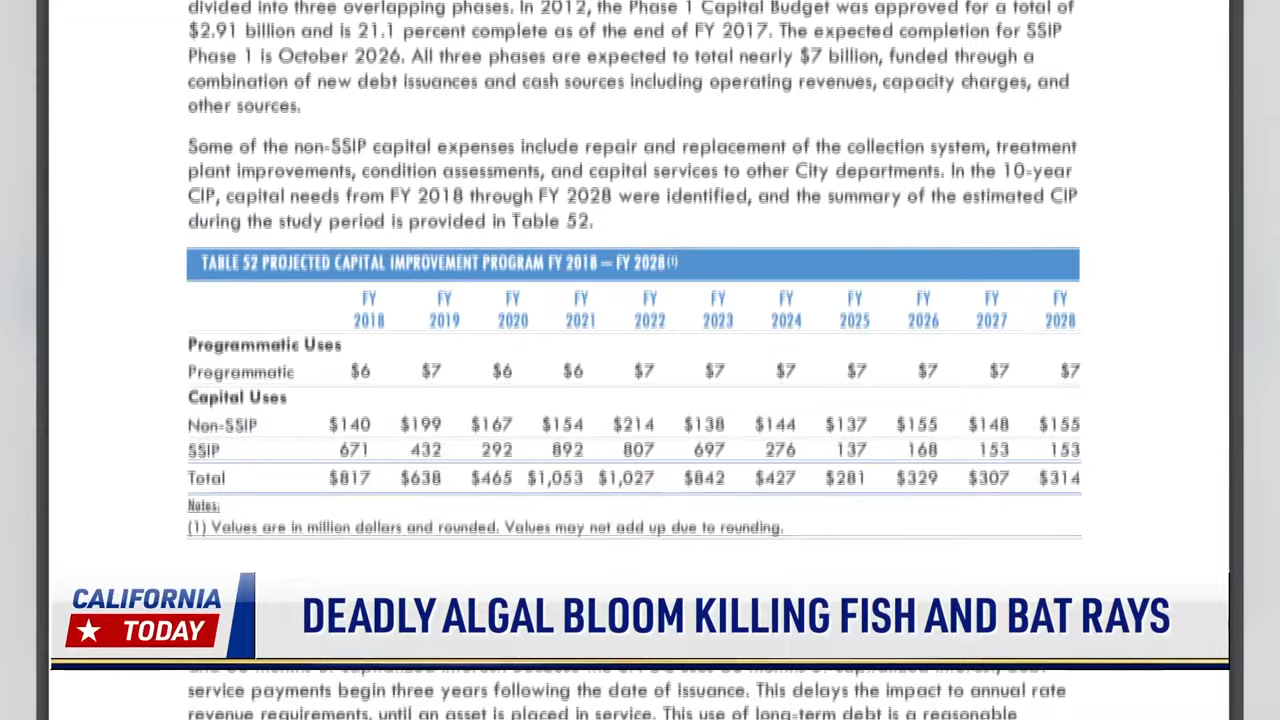 divided into three overlapping phases. In 2012, the Phase 1 Capital Budget was approved for a total of
$2.91 billion and is 21.1 percent complete as of the end of FY 2017. The expected completion for SSIP
Phase 1 is October 2026. All three phases are expected to total nearly $7 billion, funded through a
combination of new debt issuances and cash sources including operating revenues, capacity charges, and
other sources.
Some of the non-SSIP capital expenses include repair and replacement of the collection system, treatment
plant improvements, condition assessments, and capital services to other City departments. In the 10-year
CIP, capital needs from FY 2018 through FY 2028 were identified, and the summary of the estimated CIP
during the study period is provided in Table 52.
TABLE 52 PROJECTED CAPITAL IMPROVEMENT PROGRAM FY 2018 – FY 2028 (1)
FY FY FY FY FY FY FY FY FY FY FY
2018 2019 2020 2021 2022 2023 2024 2025 2026 2027 2028
Programmatic Uses
Programmatic $6 $7 $6 $6 $7 $7 $7 $7 $7 $7 $7
Capital Uses
Non-SSIP $140 $199 $167 $154 $214 $138 $144 $137 $155 $148 $155
SSIP 671 432 292 892 807 697 276 137 168 153 153
Total $817 $638 $465 $1,053 $1,027 $842 $427 $281 $329 $307 $314
Notes:
(1) Values are in million dollars and rounded. Values may not add up due to rounding.
CALIFORNIA
TODAY
DEADLY ALGAL BLOOM KILLING FISH AND BAT RAYS
service payments begin three years following the date of issuance. This delays the impact to annual rate
revenue requirements, until an asset is placed in service. This use of long-term debt is a reasonable